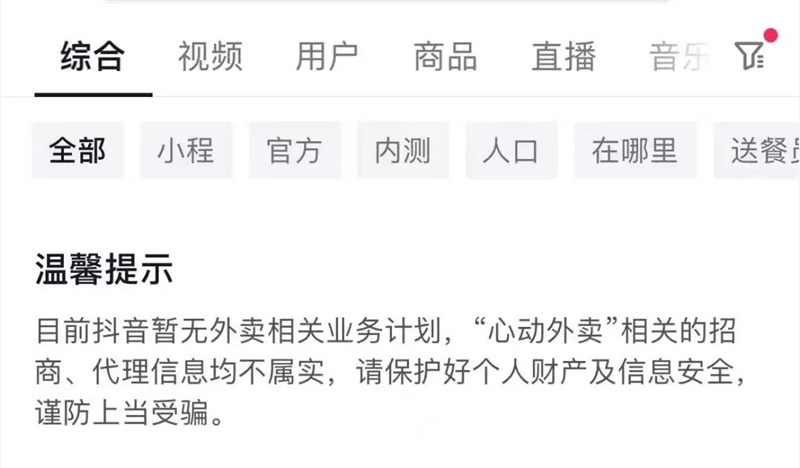 综合 视频 用户 商品 直播 音乐
全部 小程 官方 内测 人口 在哪里 送餐员
温馨提示
目前抖音暂无外卖相关业务计划，“心动外卖”相关的招
商、代理信息均不属实，请保护好个人财产及信息安全，
谨防上当受骗。